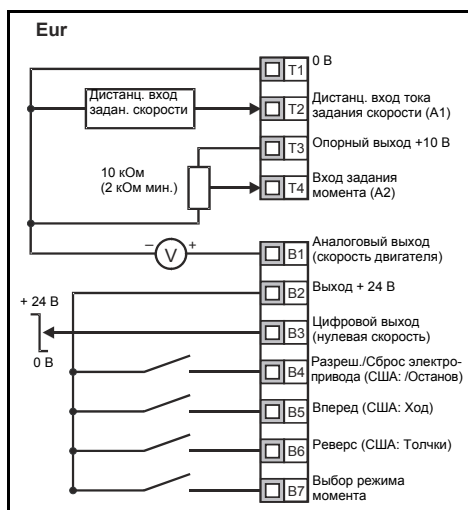 Eur
T1 0 В
Дистанц. вход
задан. скорости
T2 Дистанц. вход тока
задания скорости (A1)
T3 Опорный выход +10 В
10 кОм
(2 кОм мин.)
T4 Вход задания
момента (A2)
– V +
B1 Аналоговый выход
(скорость двигателя)
B2 Выход + 24 В
+ 24 В
0 В
B3 Цифровой выход
(нулевая скорость)
B4 Разреш./Сброс электро-
привода (США: /Останов)
B5 Вперед (США: Ход)
B6 Реверс (США: Толчки)
B7 Выбор режима
момента